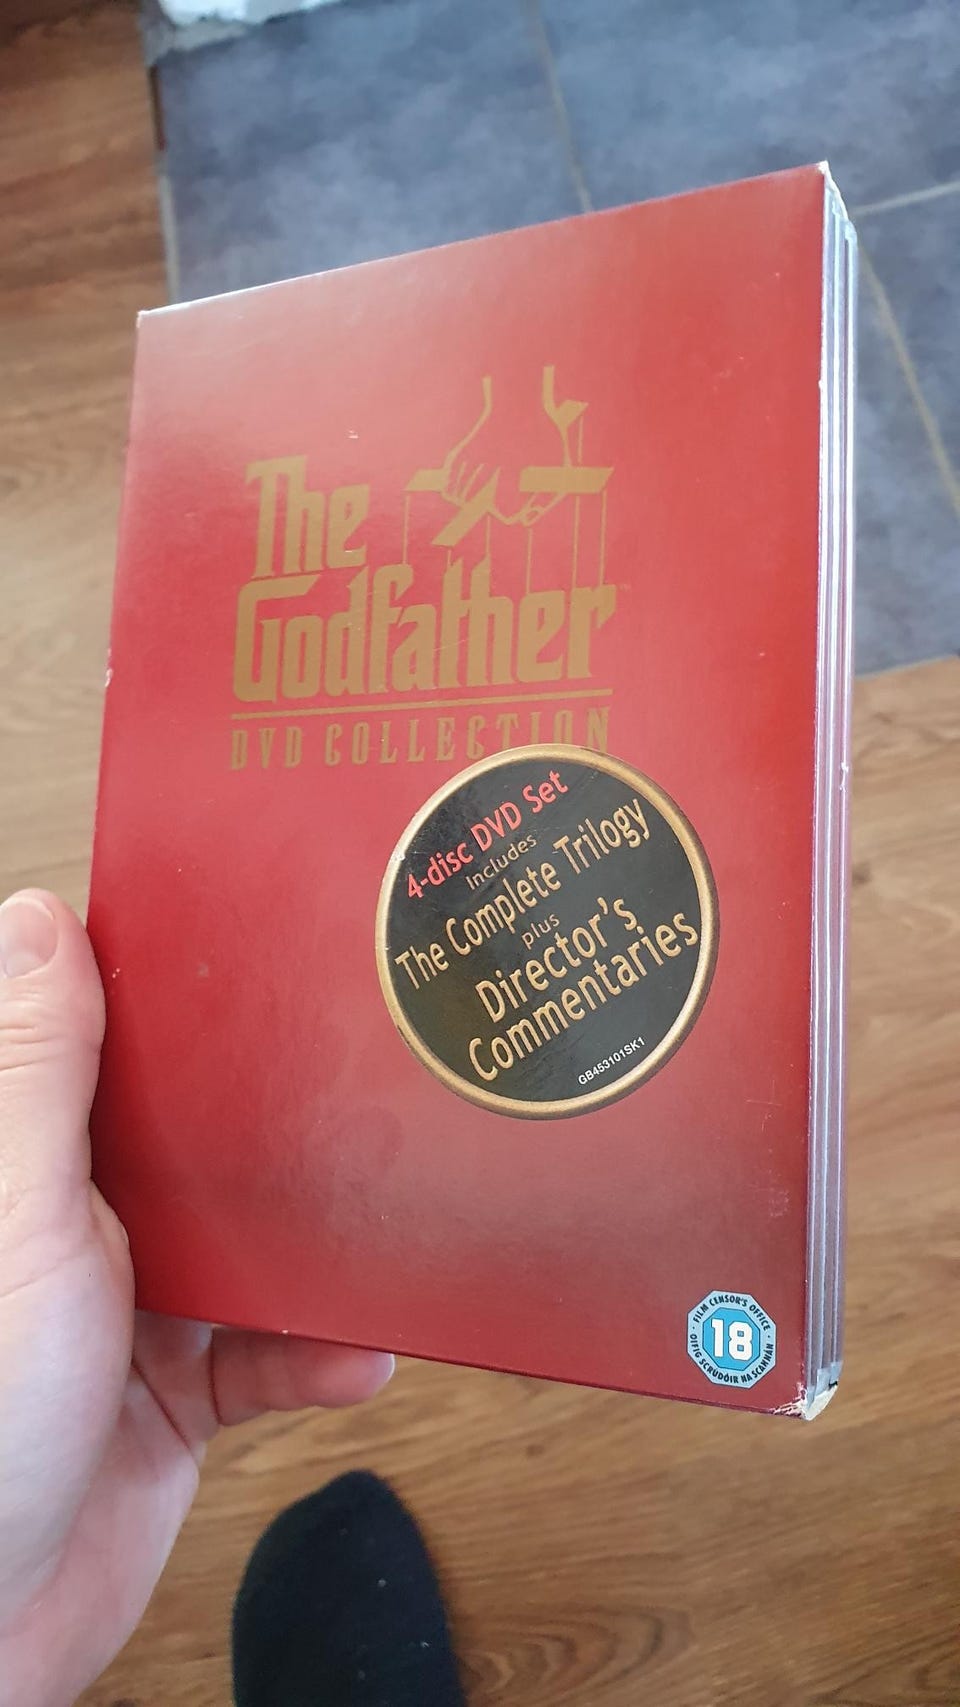 The
Godfather™
DVD COLLECTION
4-disc DVD Set
Includes
The Complete Trilogy
plus
Director's
Commentaries
GB453101SK1
FILM CENSOR'S OFFICE
18
OIFIG SCRÚDÓIR NA SCANNÁN